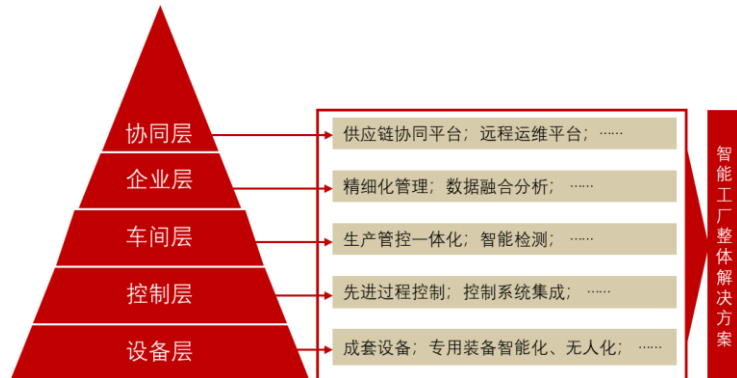 协同层
供应链协同平台；远程运维平台；……
企业层
精细化管理；数据融合分析；……
车间层
生产管控一体化；智能检测；……
控制层
先进过程控制；控制系统集成；……
设备层
成套设备；专用装备智能化、无人化；……
智能工厂整体解决方案